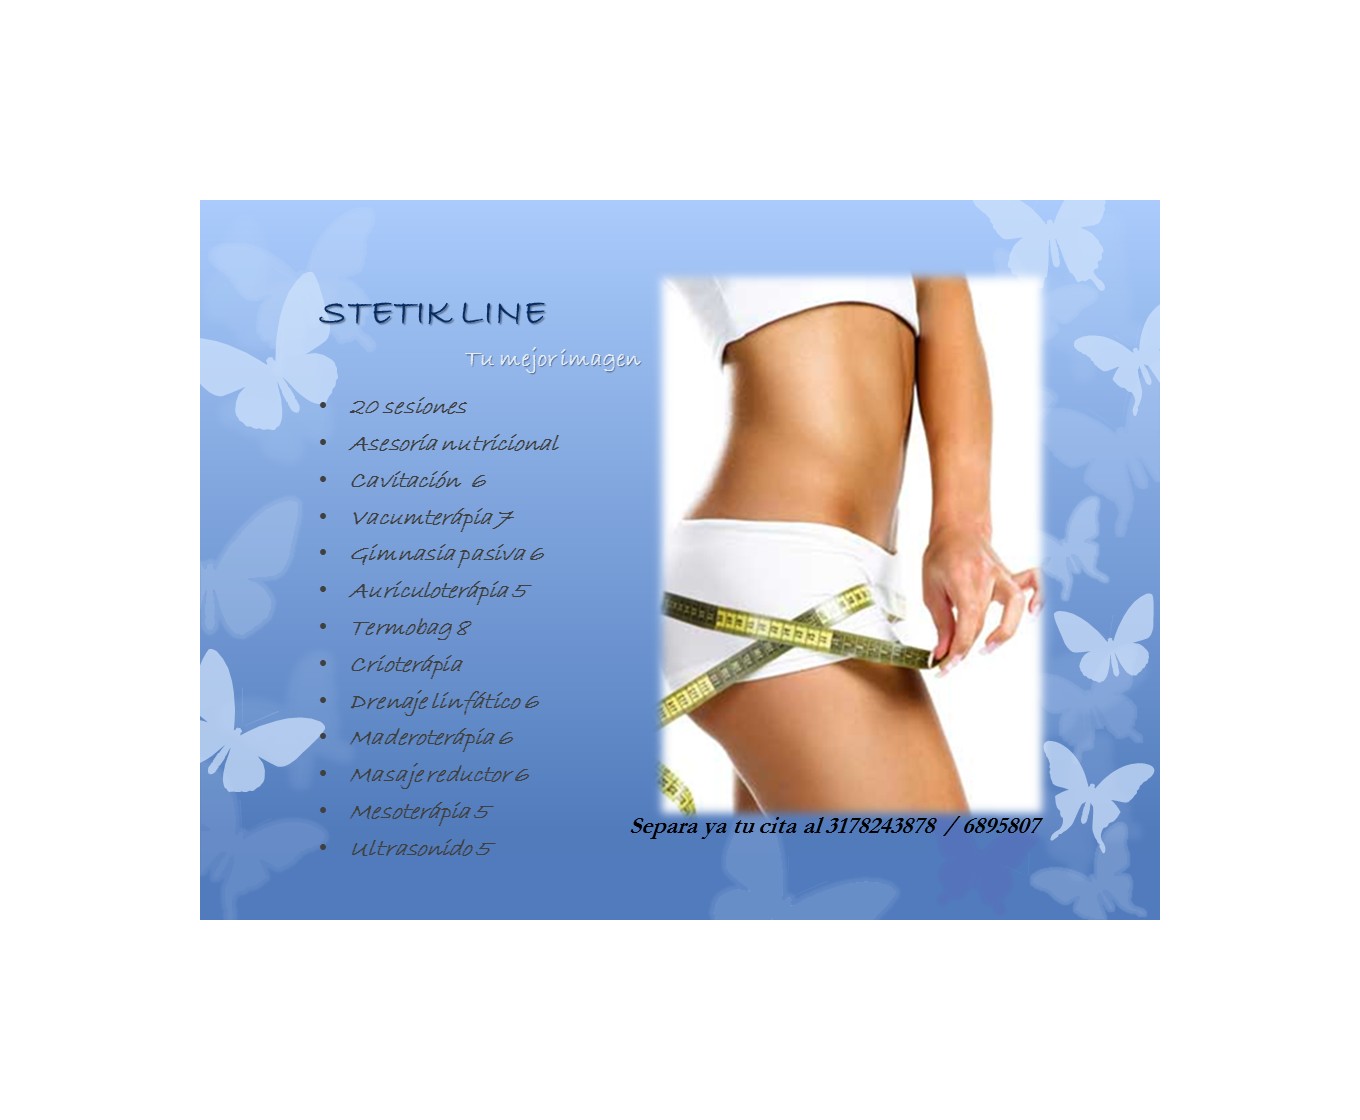 STETIK LINE
Tu mejor imagen
• 20 sesiones
• Asesoría nutricional
• Cavitación 6
• Vacumterápia 7
• Gimnasia pasiva 6
• Auriculoterápia 5
• Termobag 8
• Crioterápia
• Drenaje linfático 6
• Maderoterápia 6
• Masaje reductor 6
• Mesoterápia 5
• Ultrasonido 5
Separa ya tu cita al 3178243878 / 6895807